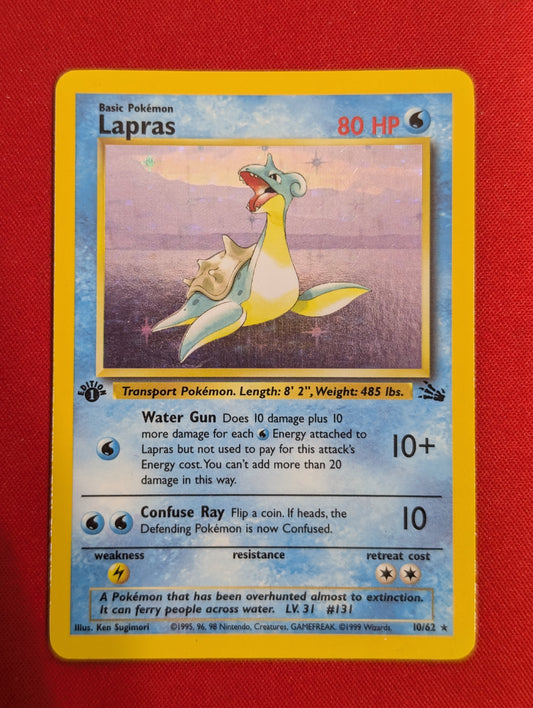 Basic Pokémon
Lapras 80 HP
EDITION
1
Transport Pokémon. Length: 8' 2", Weight: 485 lbs.
Water Gun Does 10 damage plus 10
more damage for each Energy attached to
Lapras but not used to pay for this attack's
Energy cost. You can't add more than 20
damage in this way.
10+
Confuse Ray Flip a coin. If heads, the
Defending Pokémon is now Confused.
10
weakness resistance retreat cost
A Pokémon that has been overhunted almost to extinction.
It can ferry people across water. LV. 31 #131
Illus. Ken Sugimori ©1995, 96, 98 Nintendo, Creatures, GAMEFREAK. ©1999 Wizards. 10/62 ★